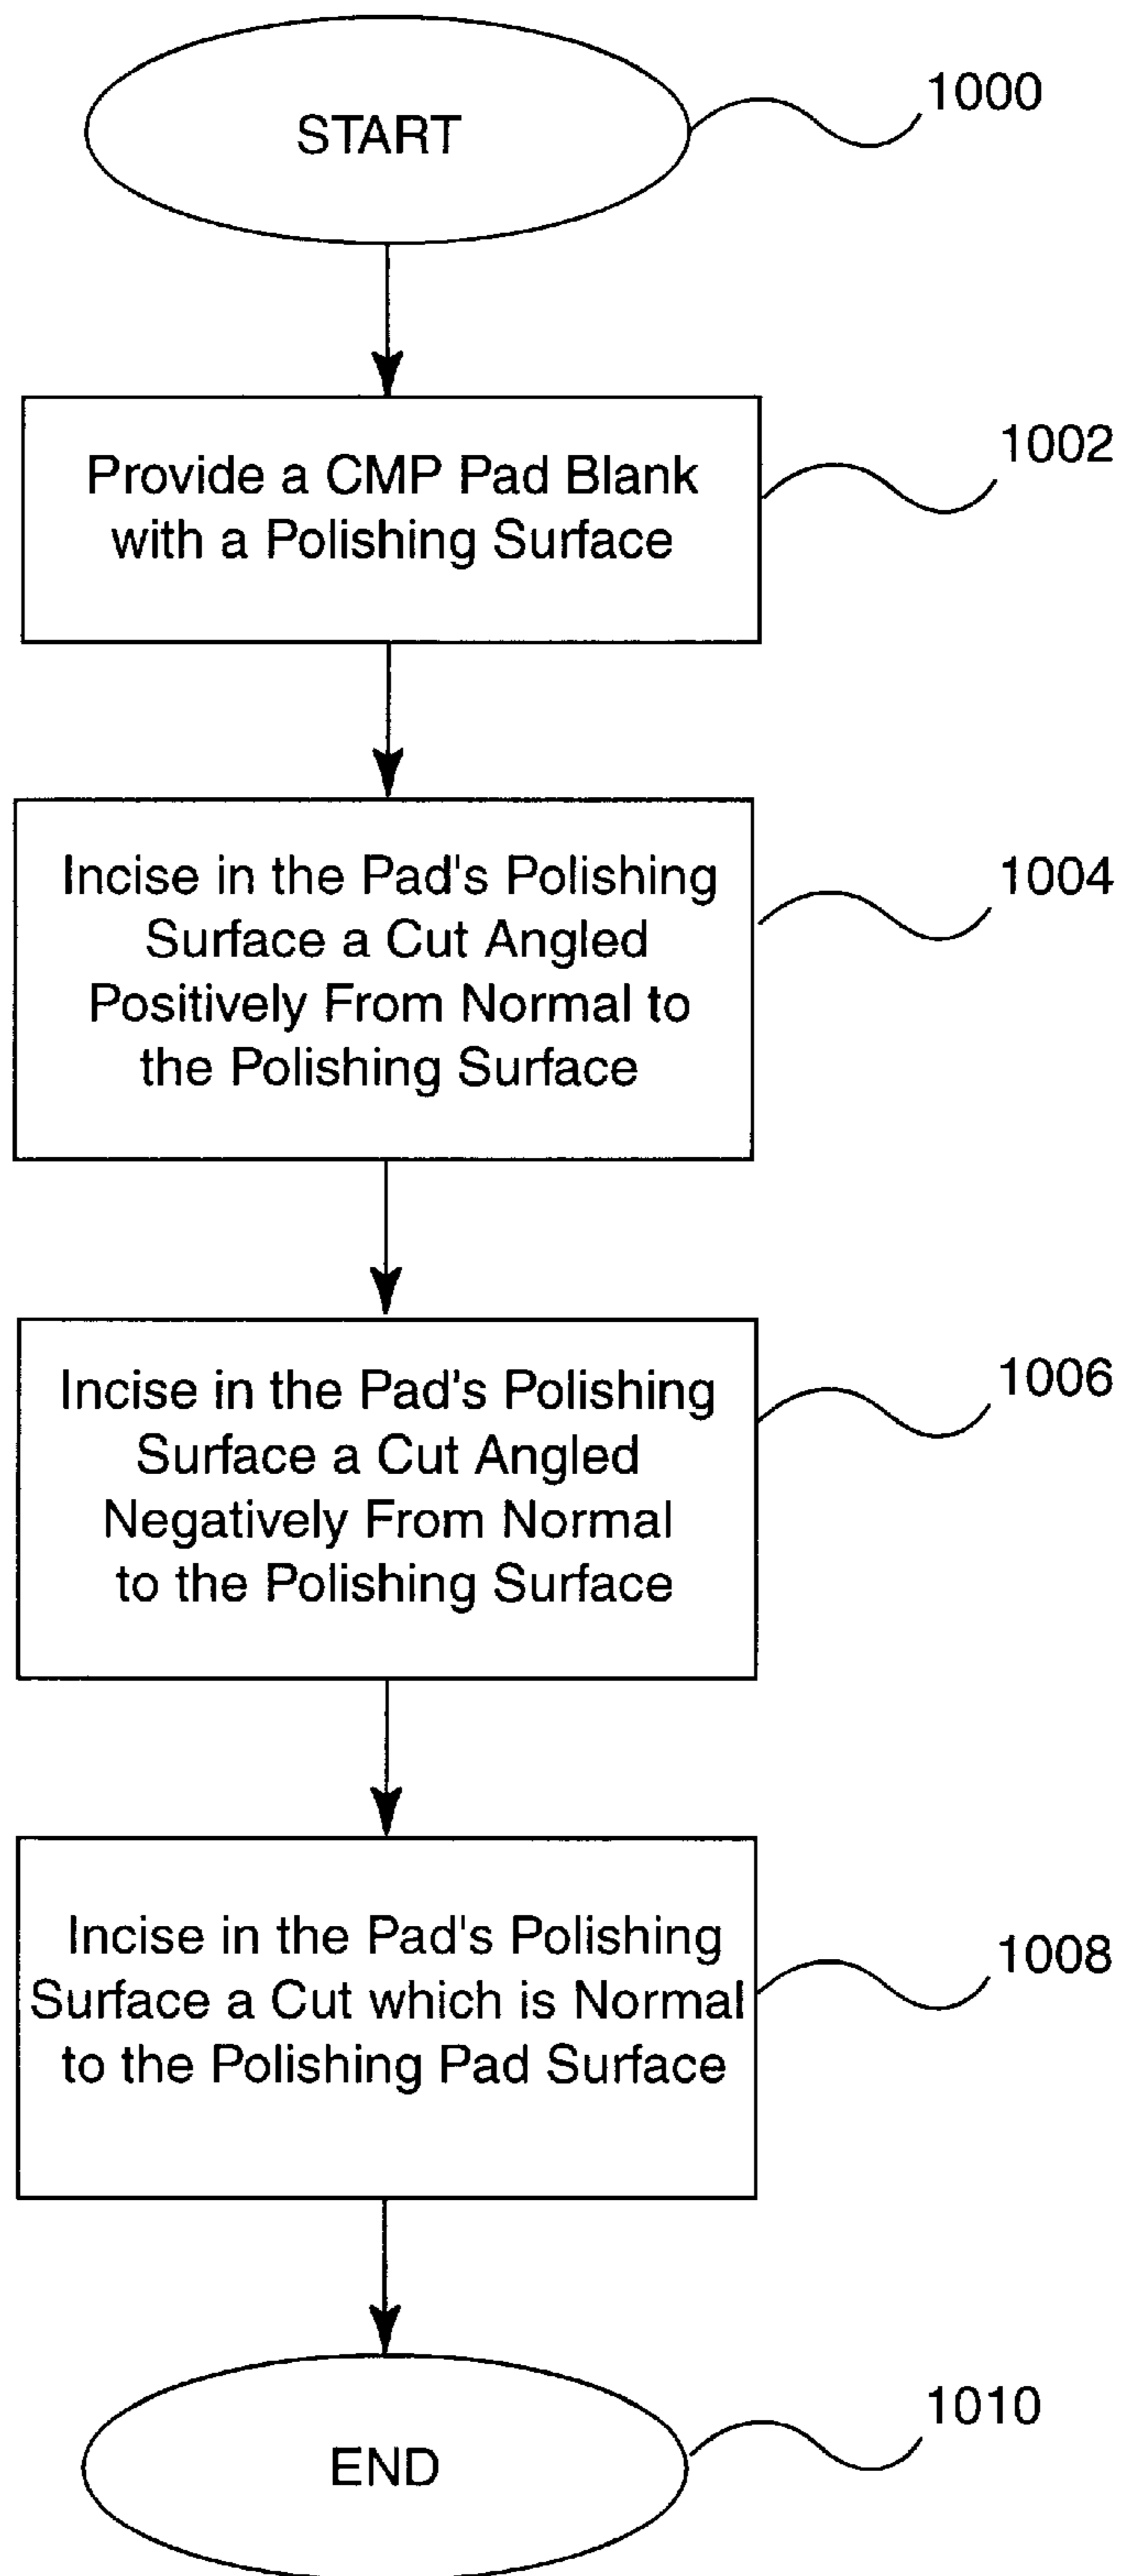 START
1000
Provide a CMP Pad Blank
with a Polishing Surface
1002
Incise in the Pad's Polishing
Surface a Cut Angled
Positively From Normal to
the Polishing Surface
1004
Incise in the Pad's Polishing
Surface a Cut Angled
Negatively From Normal
to the Polishing Surface
1006
Incise in the Pad's Polishing
Surface a Cut which is Normal
to the Polishing Pad Surface
1008
END
1010